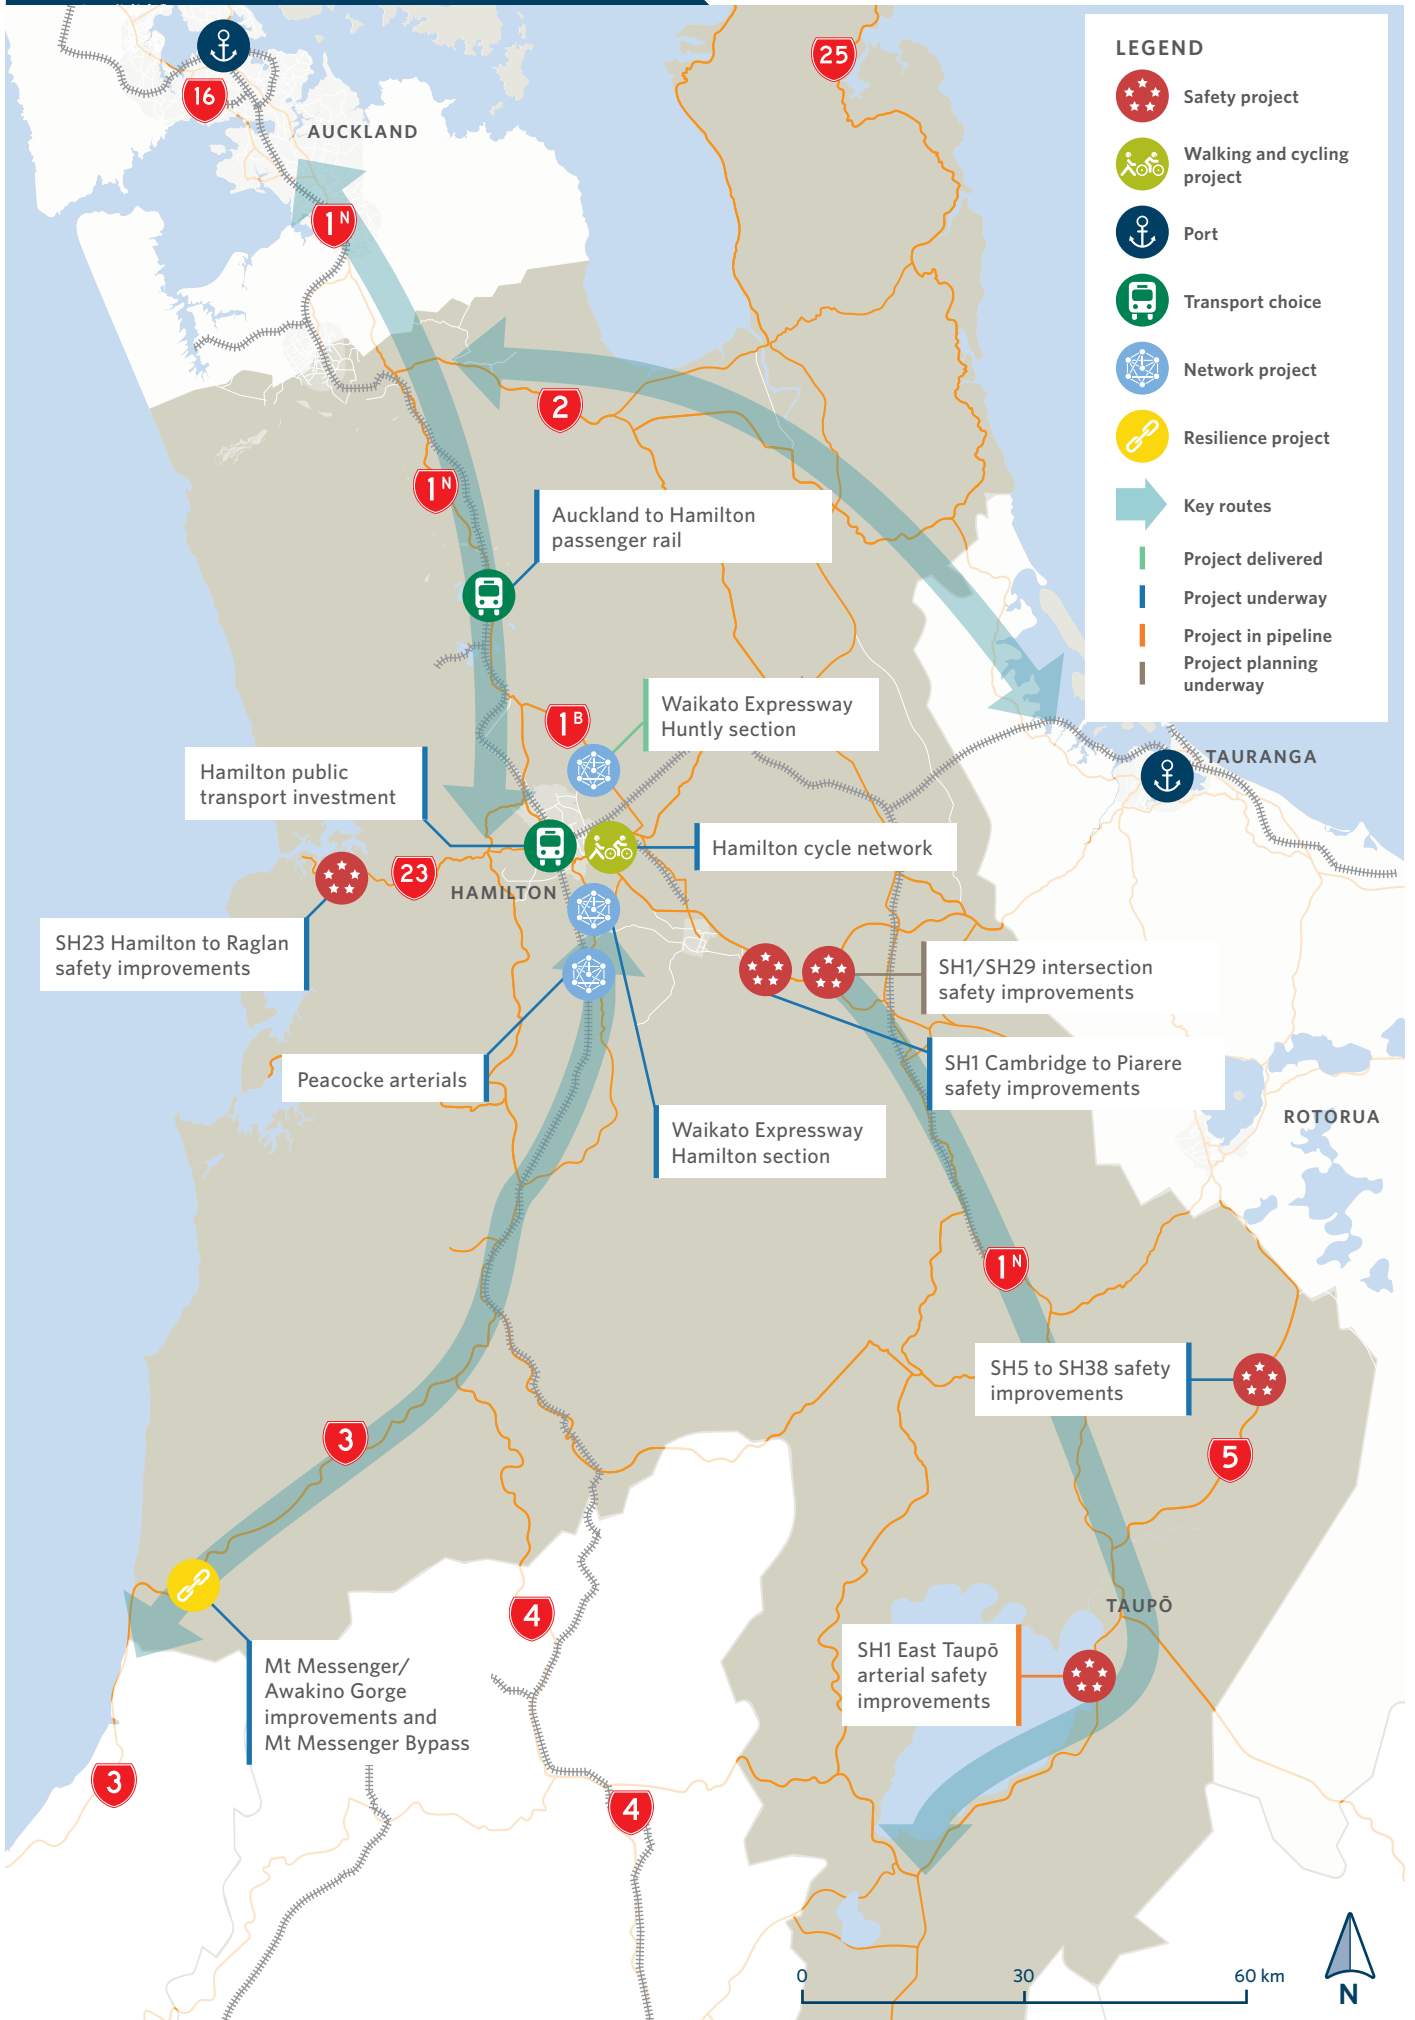 LEGEND
Safety project
Walking and cycling
project
Port
Transport choice
Network project
Resilience project
Key routes
Project delivered
Project underway
Project in pipeline
Project planning
underway
25
16
AUCKLAND
1 N
2
1 N
Auckland to Hamilton
passenger rail
Waikato Expressway
Huntly section
1 B
TAURANGA
Hamilton public
transport investment
Hamilton cycle network
23
HAMILTON
SH23 Hamilton to Raglan
safety improvements
SH1/SH29 intersection
safety improvements
SH1 Cambridge to Piarere
safety improvements
Peacocke arterials
ROTORUA
Waikato Expressway
Hamilton section
1 N
SH5 to SH38 safety
improvements
3
5
TAUPŌ
4
SH1 East Taupō
arterial safety
improvements
Mt Messenger/
Awakino Gorge
improvements and
Mt Messenger Bypass
3
4
0 30 60 km
N